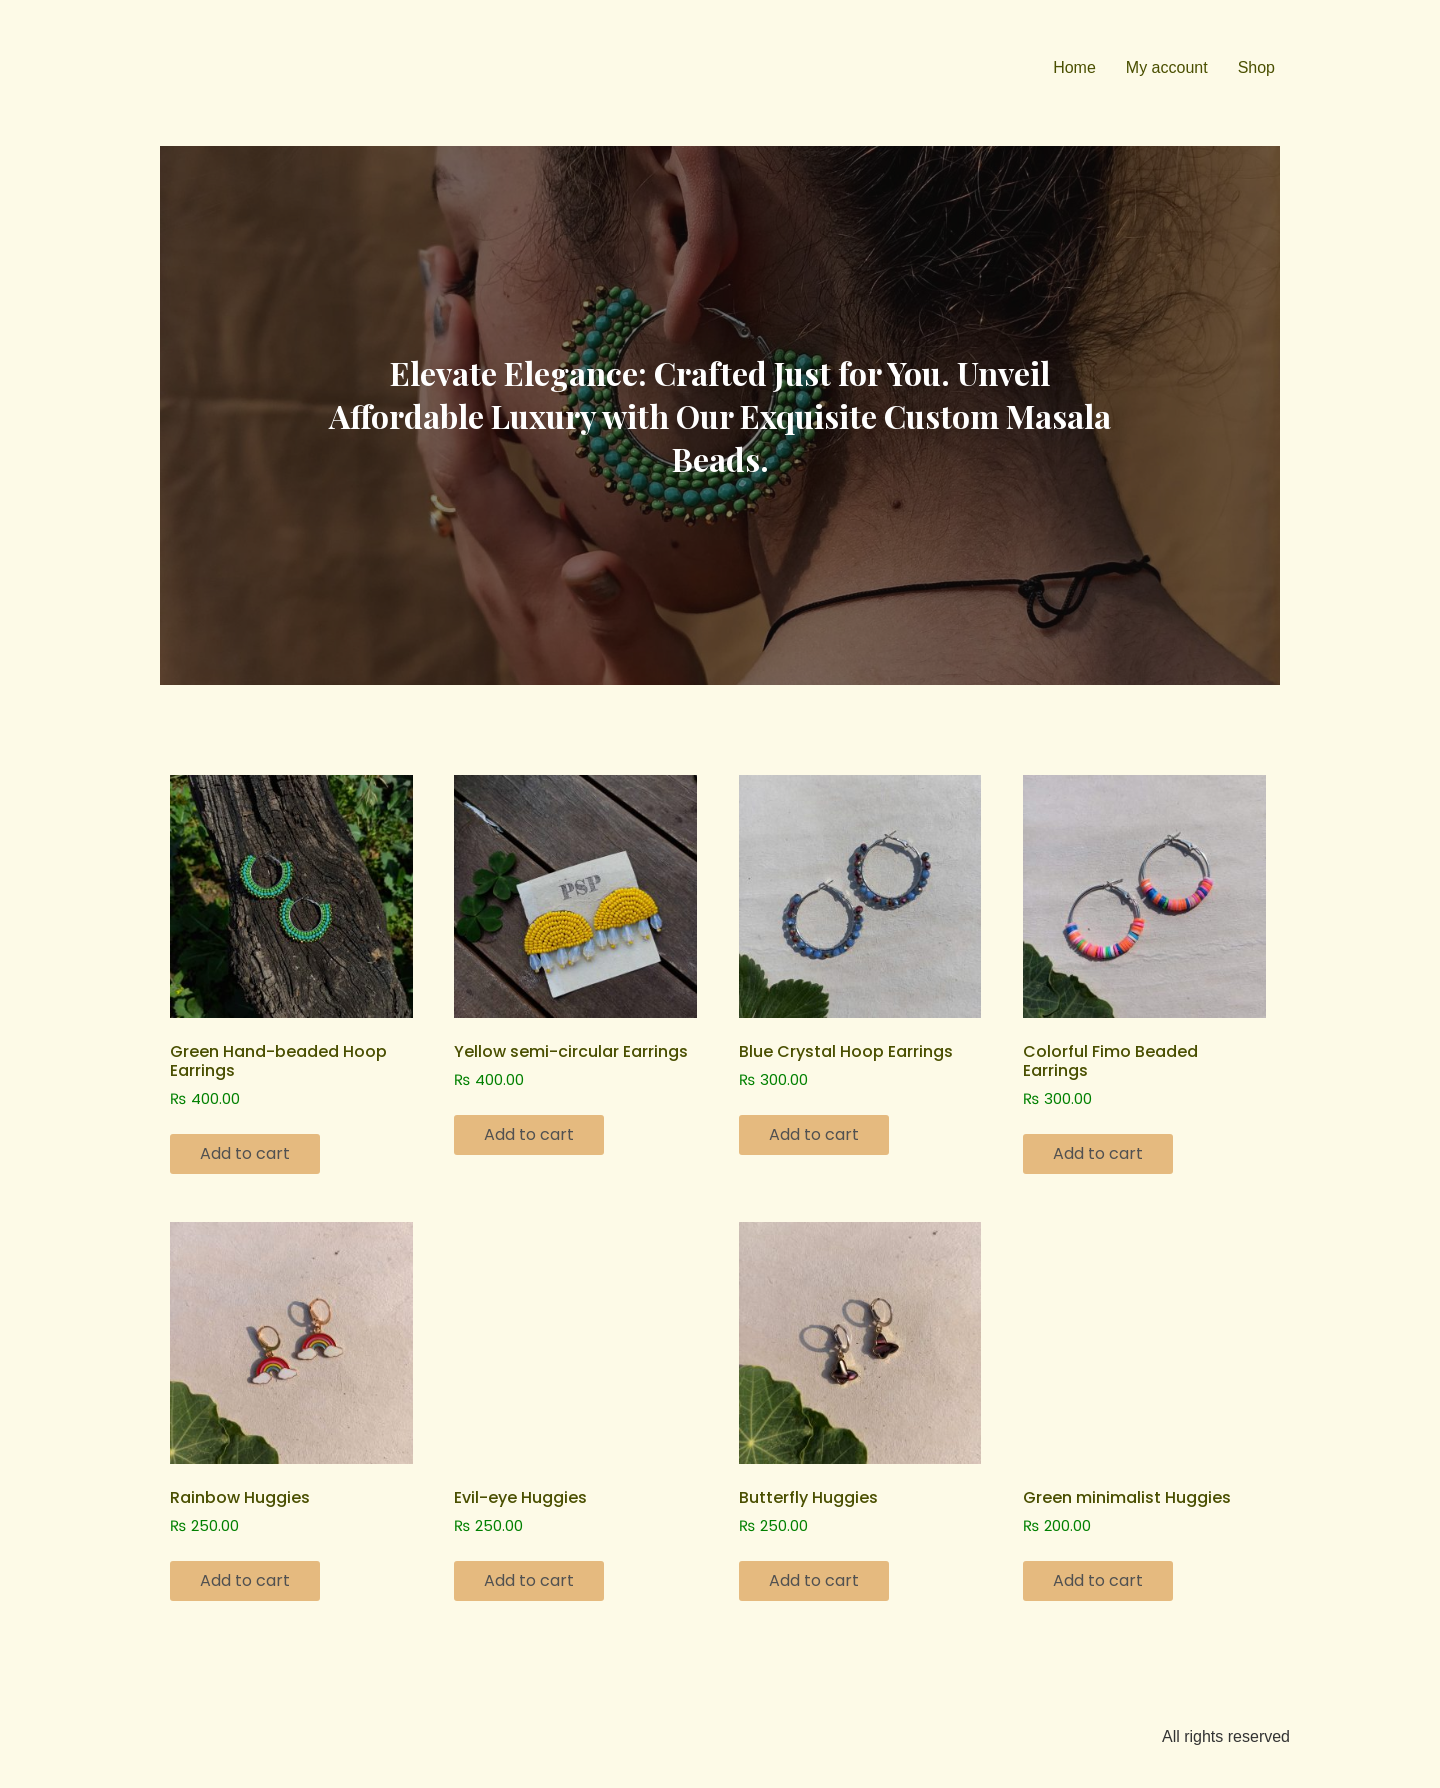 Home My account Shop
Elevate Elegance: Crafted Just for You. Unveil
Affordable Luxury with Our Exquisite Custom Masala
Beads.
PSP
Green Hand-beaded Hoop
Earrings
₨ 400.00
Add to cart
Yellow semi-circular Earrings
₨ 400.00
Add to cart
Blue Crystal Hoop Earrings
₨ 300.00
Add to cart
Colorful Fimo Beaded
Earrings
₨ 300.00
Add to cart
Rainbow Huggies
₨ 250.00
Add to cart
Evil-eye Huggies
₨ 250.00
Add to cart
Butterfly Huggies
₨ 250.00
Add to cart
Green minimalist Huggies
₨ 200.00
Add to cart
All rights reserved